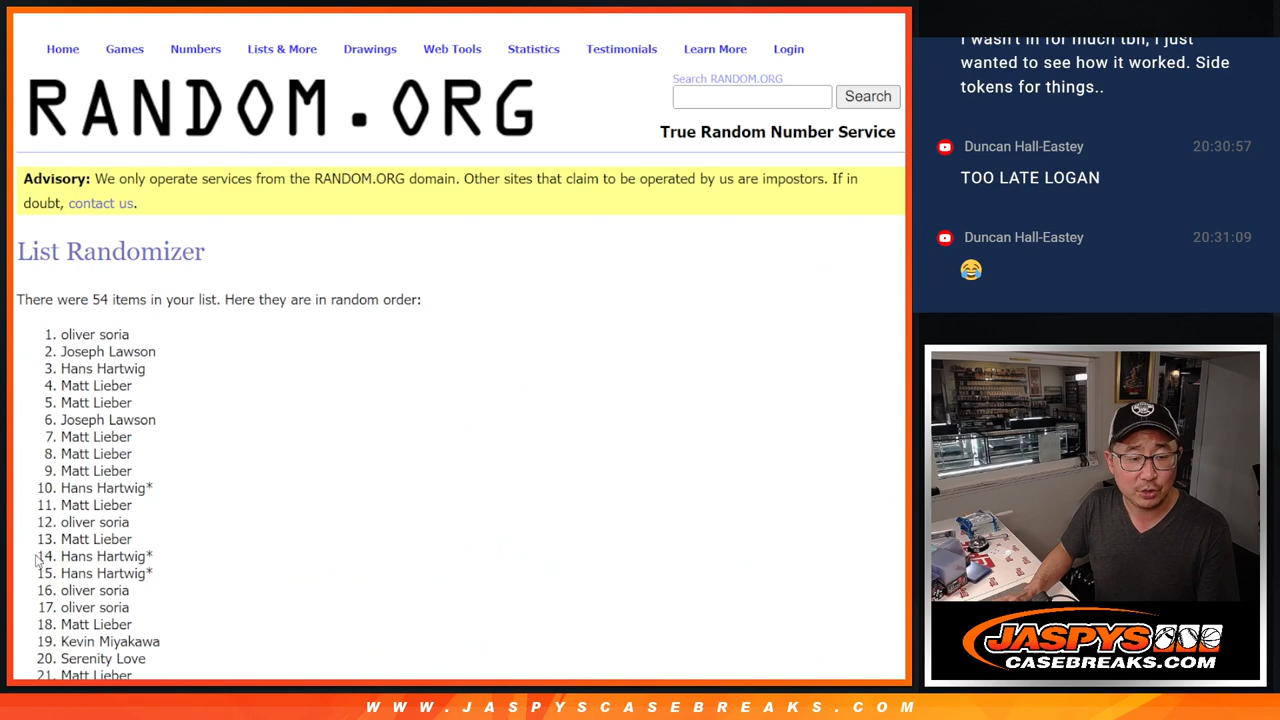 Home Games Numbers Lists & More Drawings Web Tools Statistics Testimonials Learn More Login
RANDOM.ORG
Search RANDOM.ORG
Search
True Random Number Service
Advisory: We only operate services from the RANDOM.ORG domain. Other sites that claim to be operated by us are impostors. If in
doubt, contact us.
List Randomizer
There were 54 items in your list. Here they are in random order:
1. oliver soria
2. Joseph Lawson
3. Hans Hartwig
4. Matt Lieber
5. Matt Lieber
6. Joseph Lawson
7. Matt Lieber
8. Matt Lieber
9. Matt Lieber
10. Hans Hartwig*
11. Matt Lieber
12. oliver soria
13. Matt Lieber
14. Hans Hartwig*
15. Hans Hartwig*
16. oliver soria
17. oliver soria
18. Matt Lieber
19. Kevin Miyakawa
20. Serenity Love
21. Matt Lieber
I wasn't in for much tbh, I just
wanted to see how it worked. Side
tokens for things..
Duncan Hall-Eastey 20:30:57
TOO LATE LOGAN
Duncan Hall-Eastey 20:31:09
😂
JASPYS
CASEBREAKS.COM
WWW.JASPYSCASEBREAKS.COM